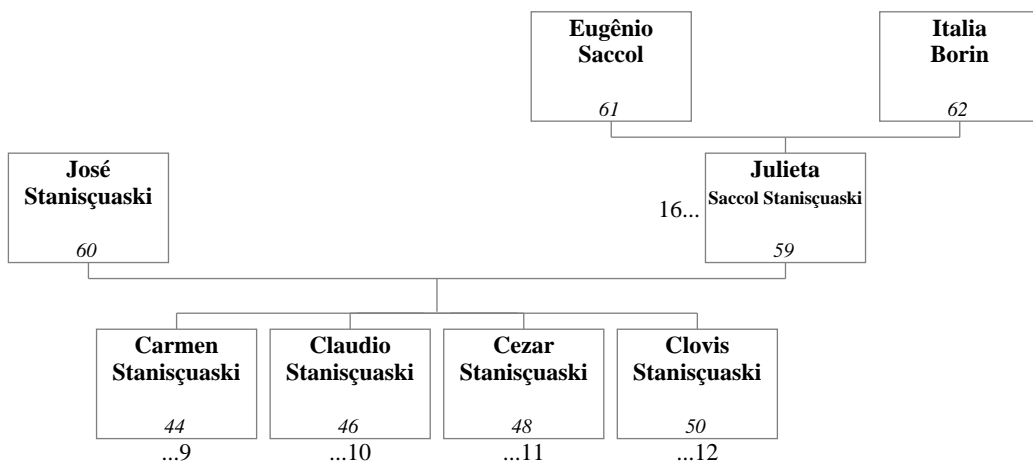 Eugênio
Saccol
61
Italia
Borin
62
José
Stanisçuaski
60
16...
Julieta
Saccol Stanisçuaski
59
Carmen
Stanisçuaski
44
...9
Claudio
Stanisçuaski
46
...10
Cezar
Stanisçuaski
48
...11
Clovis
Stanisçuaski
50
...12